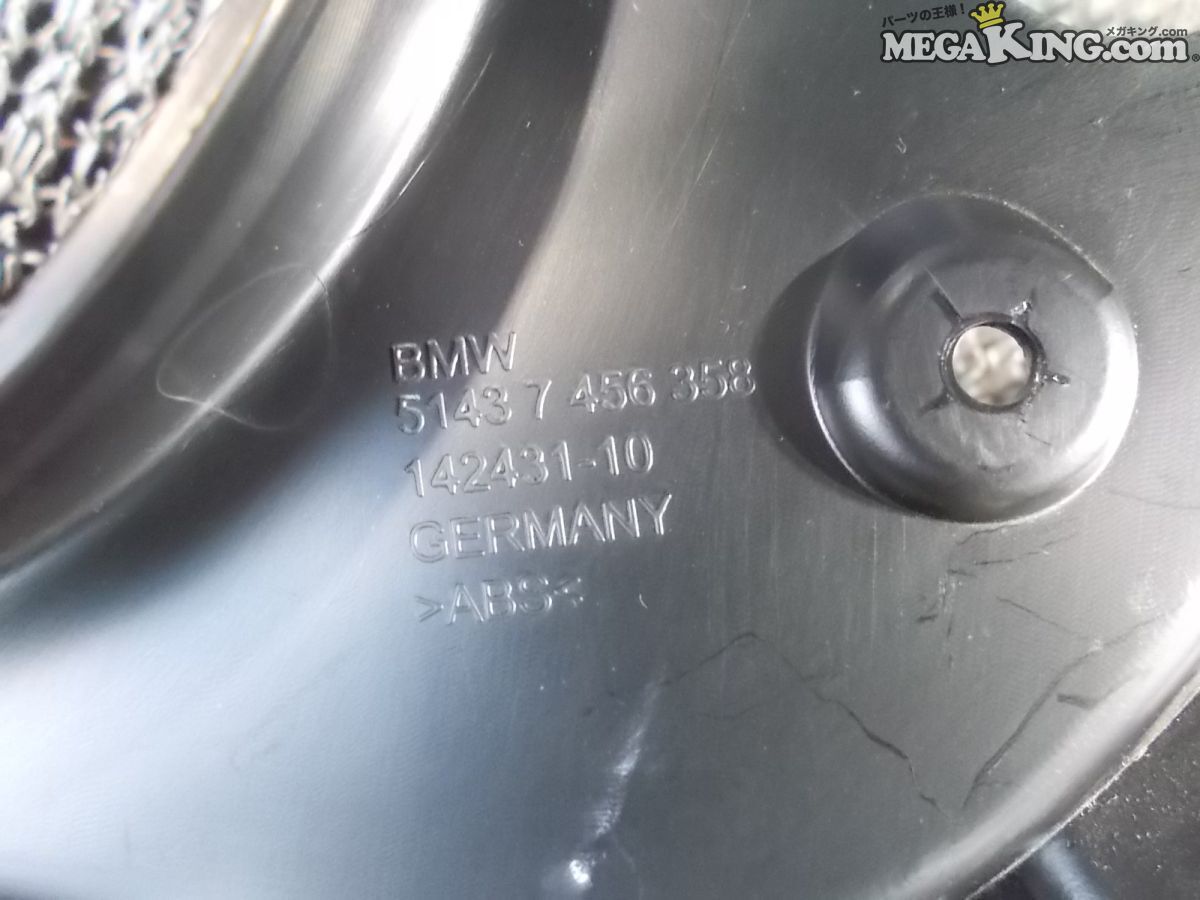 パーツの王様！
メガキング.com
MEGAKING.com
BMW
5143 7 456 358
142431-10
GERMANY
>ABS<